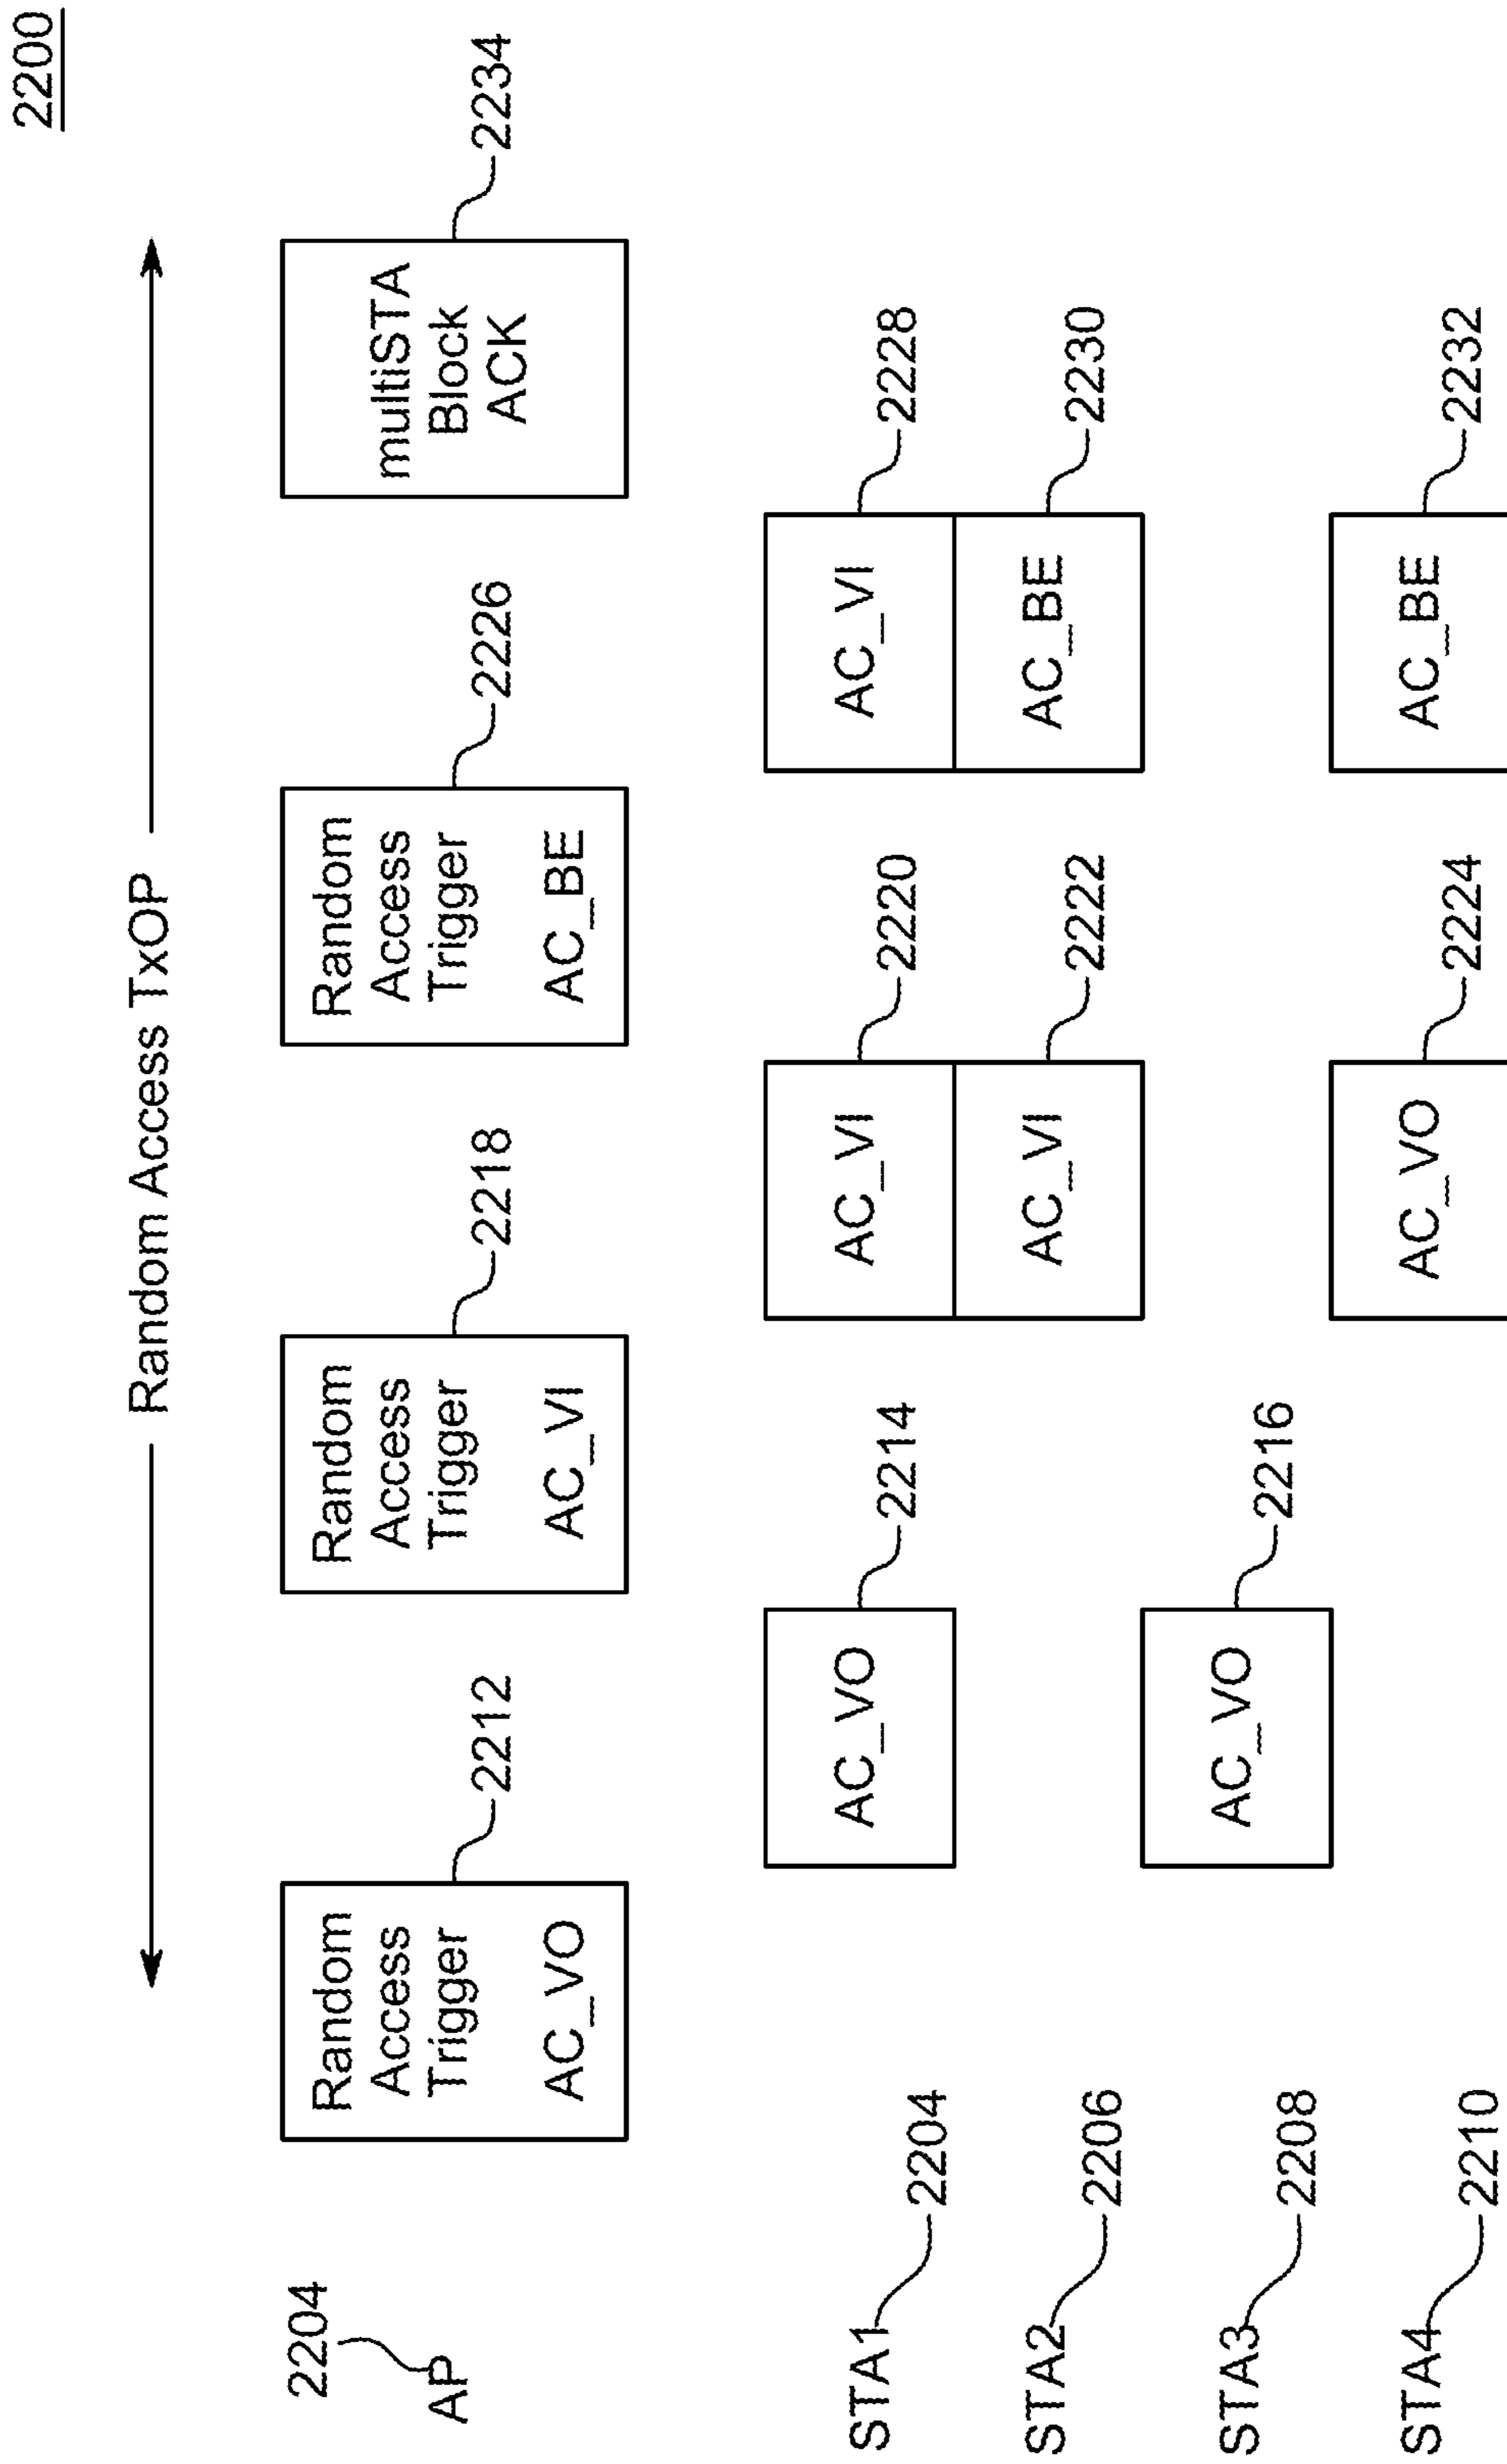 2200
Random Access TxOP
2204
AP
Random
Access
Trigger
AC_VO
2212
Random
Access
Trigger
AC_VI
2218
Random
Access
Trigger
AC_BE
2226
multiSTA
Block
ACK
2234
STA1
2204
AC_VO
2214
AC_VI
2220
AC_VI
2228
STA2
2206
AC_VI
2222
AC_BE
2230
STA3
2208
AC_VO
2216
STA4
2210
AC_VO
2224
AC_BE
2232